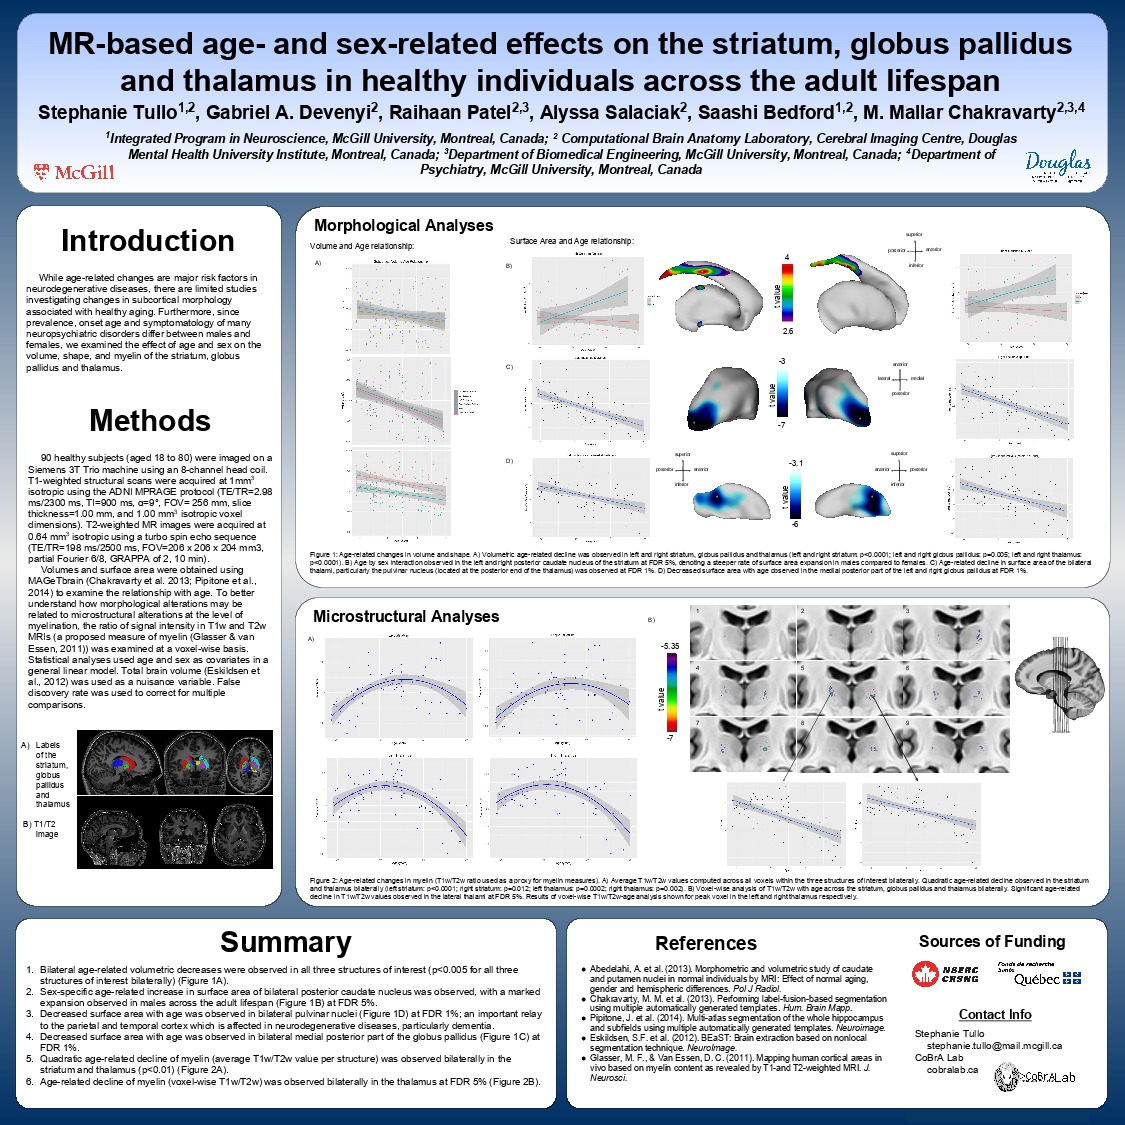 MR-based age- and sex-related effects on the striatum, globus pallidus
and thalamus in healthy individuals across the adult lifespan
Stephanie Tullo1,2, Gabriel A. Devenyi2, Raihaan Patel2,3, Alyssa Salaciak2, Saashi Bedford1,2, M. Mallar Chakravarty2,3,4
1Integrated Program in Neuroscience, McGill University, Montreal, Canada; 2 Computational Brain Anatomy Laboratory, Cerebral Imaging Centre, Douglas
Mental Health University Institute, Montreal, Canada; 3Department of Biomedical Engineering, McGill University, Montreal, Canada; 4Department of
Psychiatry, McGill University, Montreal, Canada
McGill
Douglas
Introduction
While age-related changes are major risk factors in
neurodegenerative diseases, there are limited studies
investigating changes in subcortical morphology
associated with healthy aging. Furthermore, since
prevalence, onset age and symptomatology of many
neuropsychiatric disorders differ between males and
females, we examined the effect of age and sex on the
volume, shape, and myelin of the striatum, globus
pallidus and thalamus.
Methods
90 healthy subjects (aged 18 to 80) were imaged on a
Siemens 3T Trio machine using an 8-channel head coil.
T1-weighted structural scans were acquired at 1mm3
isotropic using the ADNI MPRAGE protocol (TE/TR=2.98
ms/2300 ms, TI=900 ms, α=9°, FOV= 256 mm, slice
thickness=1.00 mm, and 1.00 mm3 isotropic voxel
dimensions). T2-weighted MR images were acquired at
0.64 mm3 isotropic using a turbo spin echo sequence
(TE/TR=198 ms/2500 ms, FOV=206 x 206 x 204 mm3,
partial Fourier 6/8, GRAPPA of 2, 10 min).
Volumes and surface area were obtained using
MAGeTbrain (Chakravarty et al. 2013; Pipitone et al.,
2014) to examine the relationship with age. To better
understand how morphological alterations may be
related to microstructural alterations at the level of
myelination, the ratio of signal intensity in T1w and T2w
MRIs (a proposed measure of myelin (Glasser & van
Essen, 2011)) was examined at a voxel-wise basis.
Statistical analyses used age and sex as covariates in a
general linear model. Total brain volume (Eskildsen et
al., 2012) was used as a nuisance variable. False
discovery rate was used to correct for multiple
comparisons.
A) Labels
of the
striatum,
globus
pallidus
and
thalamus
B) T1/T2
image
Morphological Analyses
Volume and Age relationship:
Surface Area and Age relationship:
A)
B)
4
t value
2.6
superior
posterior anterior
inferior
C)
-3
t value
-7
anterior
lateral medial
posterior
D)
superior
posterior anterior
inferior
-3.1
t value
-6
superior
anterior posterior
inferior
Figure 1: Age-related changes in volume and shape. A) Volumetric age-related decline was observed in left and right striatum, globus pallidus and thalamus (left and right striatum: p<0.0001; left and right globus pallidus: p=0.005; left and right thalamus:
p<0.0001). B) Age by sex interaction observed in the left and right posterior caudate nucleus of the striatum at FDR 5%, denoting a steeper rate of surface area expansion in males compared to females. C) Age-related decline in surface area of the bilateral
thalami, particularly the pulvinar nucleus (located at the posterior end of the thalamus) was observed at FDR 1%. D) Decreased surface area with age observed in the medial posterior part of the left and right globus pallidus at FDR 1%.
Microstructural Analyses
A)
B)
-5.35
t value
-7
1 2 3
4 5 6
7 8 9
Figure 2: Age-related changes in myelin (T1w/T2w ratio used as a proxy for myelin measures). A) Average T1w/T2w values computed across all voxels within the three structures of interest bilaterally. Quadratic age-related decline observed in the striatum
and thalamus bilaterally (left striatum: p<0.0001; right striatum: p=0.012; left thalamus: p=0.0002; right thalamus: p=0.002). B) Voxel-wise analysis of T1w/T2w with age across the striatum, globus pallidus and thalamus bilaterally. Significant age-related
decline in T1w/T2w values observed in the lateral thalami at FDR 5%. Results of voxel-wise T1w/T2w-age analysis shown for peak voxel in the left and right thalamus respectively.
Summary
1. Bilateral age-related volumetric decreases were observed in all three structures of interest (p<0.005 for all three
structures of interest bilaterally) (Figure 1A).
2. Sex-specific age-related increase in surface area of bilateral posterior caudate nucleus was observed, with a marked
expansion observed in males across the adult lifespan (Figure 1B) at FDR 5%.
3. Decreased surface area with age was observed in bilateral pulvinar nuclei (Figure 1D) at FDR 1%; an important relay
to the parietal and temporal cortex which is affected in neurodegenerative diseases, particularly dementia.
4. Decreased surface area with age was observed in bilateral medial posterior part of the globus pallidus (Figure 1C) at
FDR 1%.
5. Quadratic age-related decline of myelin (average T1w/T2w value per structure) was observed bilaterally in the
striatum and thalamus (p<0.01) (Figure 2A).
6. Age-related decline of myelin (voxel-wise T1w/T2w) was observed bilaterally in the thalamus at FDR 5% (Figure 2B).
References
● Abedelahi, A. et al. (2013). Morphometric and volumetric study of caudate
and putamen nuclei in normal individuals by MRI: Effect of normal aging,
gender and hemispheric differences. Pol J Radiol.
● Chakravarty, M. M. et al. (2013). Performing label-fusion-based segmentation
using multiple automatically generated templates. Hum. Brain Mapp.
● Pipitone, J. et al. (2014). Multi-atlas segmentation of the whole hippocampus
and subfields using multiple automatically generated templates. Neuroimage.
● Eskildsen, S.F. et al. (2012). BEaST: Brain extraction based on nonlocal
segmentation technique. NeuroImage.
● Glasser, M. F., & Van Essen, D. C. (2011). Mapping human cortical areas in
vivo based on myelin content as revealed by T1-and T2-weighted MRI. J.
Neurosci.
Sources of Funding
NSERC
CRSNG
Fonds de recherche
Québec
Contact Info
Stephanie Tullo
stephanie.tullo@mail.mcgill.ca
CoBrA Lab
cobralab.ca
CoBrALab